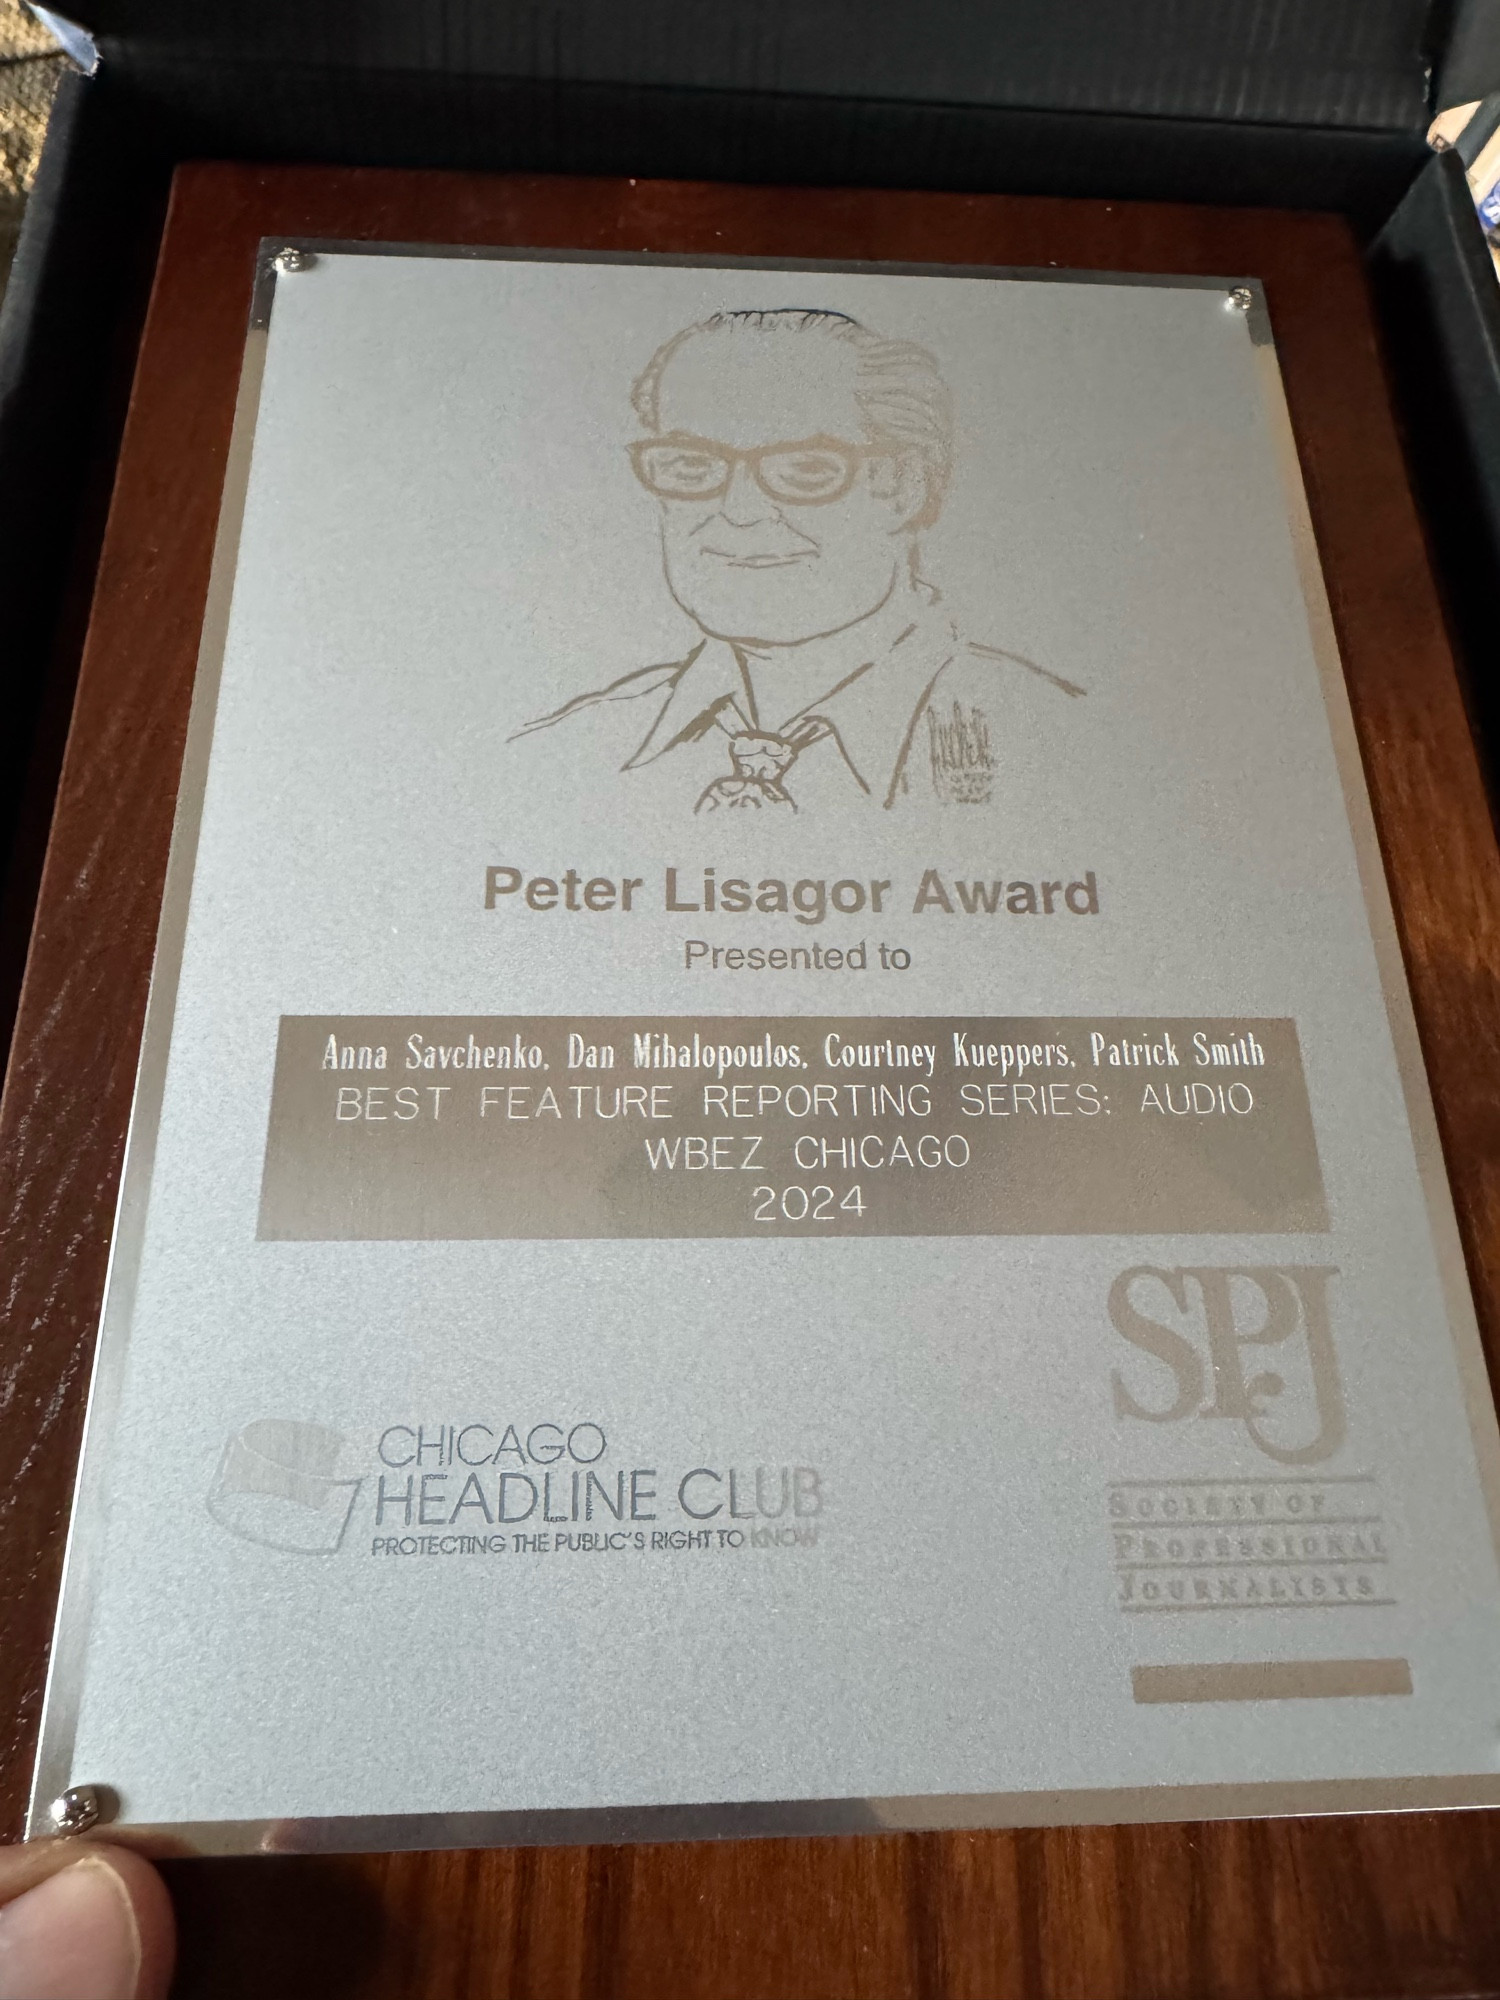 Peter Lisagor Award
Presented to
Anna Savchenko, Dan Mihalopoulos, Courtney Kueppers, Patrick Smith
BEST FEATURE REPORTING SERIES: AUDIO
WBEZ CHICAGO
2024
SPJ
CHICAGO
HEADLINE CLUB
PROTECTING THE PUBLIC'S RIGHT TO KNOW
SOCIETY OF
PROFESSIONAL
JOURNALISTS